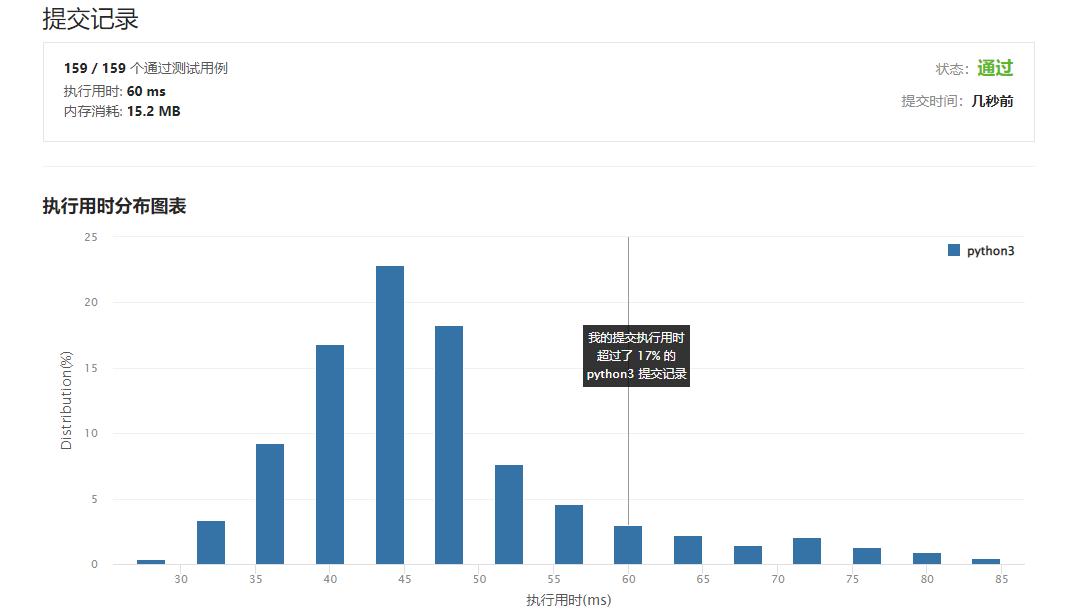 提交记录
159 / 159 个通过测试用例
状态：通过
执行用时: 60 ms
提交时间：几秒前
内存消耗: 15.2 MB
执行用时分布图表
25
python3
20
我的提交执行用时
超过了 17% 的
python3 提交记录
15
10
5
0
Distribution(%)
30 35 40 45 50 55 60 65 70 75 80 85
执行用时(ms)